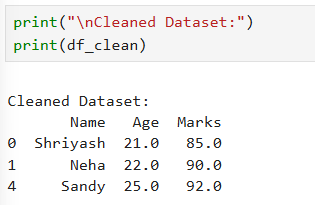 print("\nCleaned Dataset:")
print(df_clean)
Cleaned Dataset:
       Name   Age  Marks
0  Shriyash  21.0   85.0
1      Neha  22.0   90.0
4     Sandy  25.0   92.0